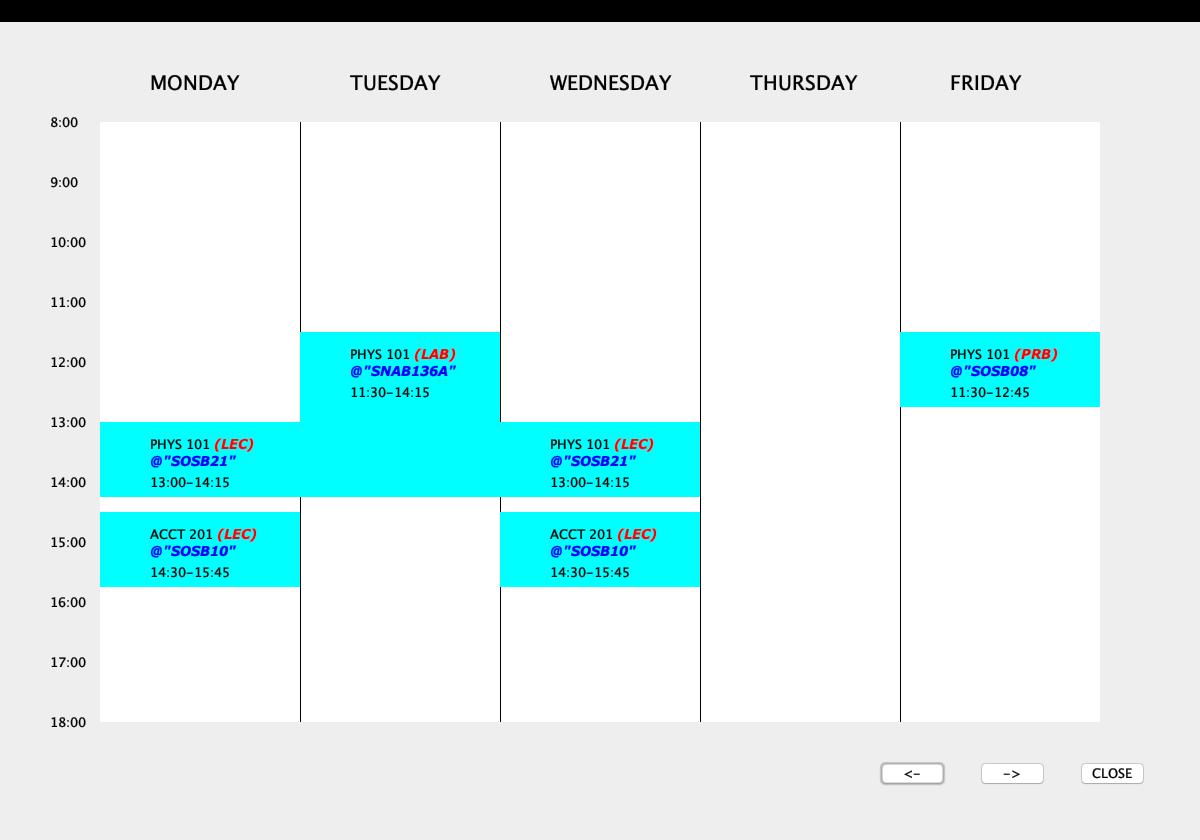 MONDAY TUESDAY WEDNESDAY THURSDAY FRIDAY
8:00
9:00
10:00
11:00
PHYS 101 (LAB) PHYS 101 (PRB)
12:00
@"SNAB136A" @"SOSB08"
11:30-14:15 11:30-12:45
13:00
PHYS 101 (LEC) PHYS 101 (LEC)
@"SOSB21" @"SOSB21"
14:00 13:00-14:15 13:00-14:15
ACCT 201 (LEC) ACCT 201 (LEC)
15:00
@"SOSB10" @"SOSB10"
14:30-15:45 14:30-15:45
16:00
17:00
18:00
<- -> CLOSE